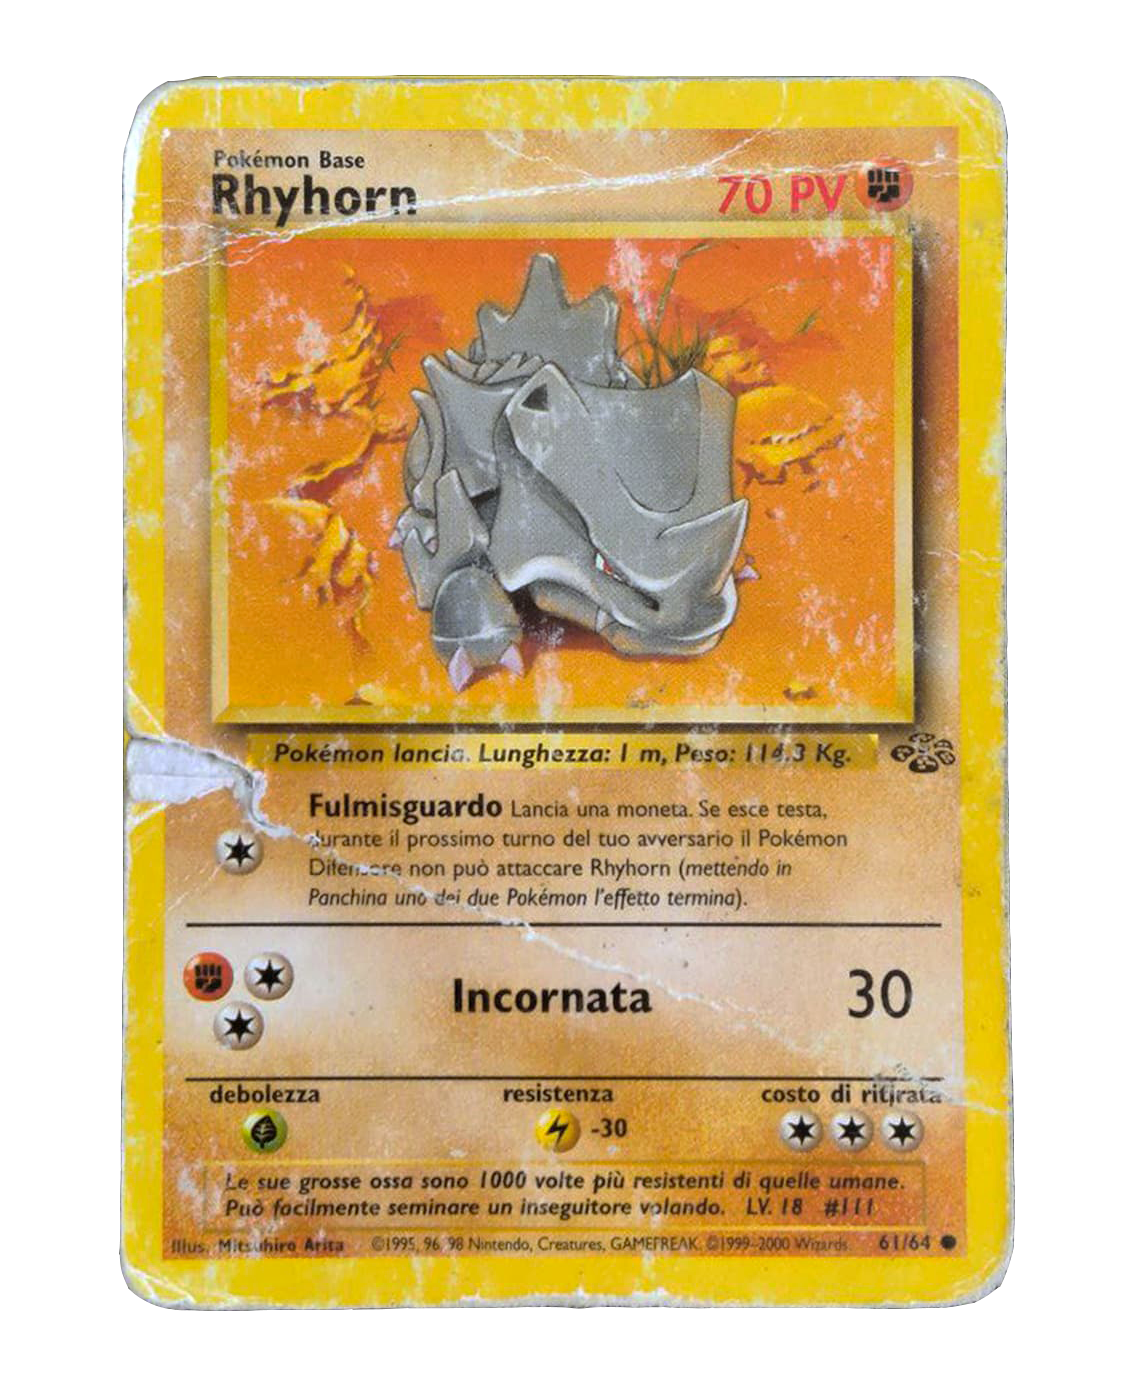 Pokémon Base
Rhyhorn 70 PV
Pokémon lancia. Lunghezza: 1 m, Peso: 114.3 Kg.
Fulmisguardo Lancia una moneta. Se esce testa,
durante il prossimo turno del tuo avversario il Pokémon
Difensore non può attaccare Rhyhorn (mettendo in
Panchina uno dei due Pokémon l'effetto termina).
Incornata 30
debolezza resistenza costo di ritirata
-30
Le sue grosse ossa sono 1000 volte più resistenti di quelle umane.
Può facilmente seminare un inseguitore volando. LV. 18 #111
Illus. Mitsuhiro Arita ©1995, 96, 98 Nintendo, Creatures, GAMEFREAK. ©1999-2000 Wizards. 61/64